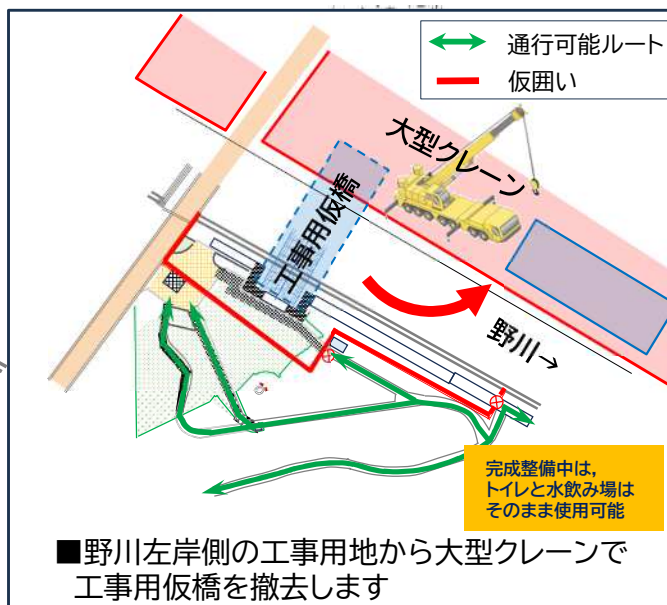 通行可能ルート
仮囲い
大型クレーン
工事用仮橋
野川→
完成整備中は,
トイレと水飲み場は
そのまま使用可能
■野川左岸側の工事用地から大型クレーンで
工事用仮橋を撤去します